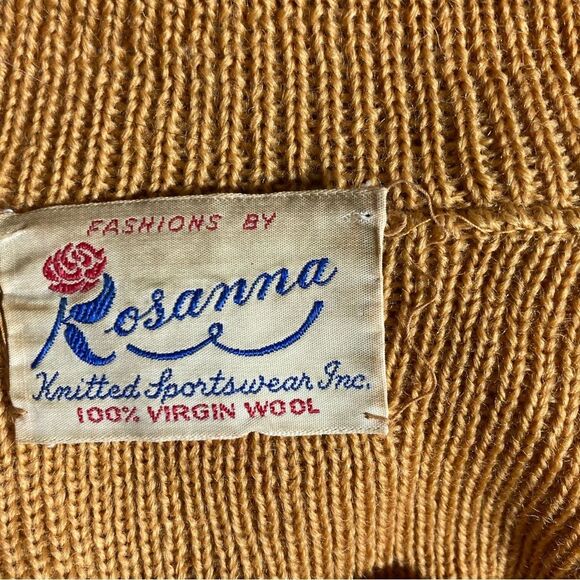 FASHIONS BY
Rosanna
Knitted Sportswear Inc.
100% VIRGIN WOOL